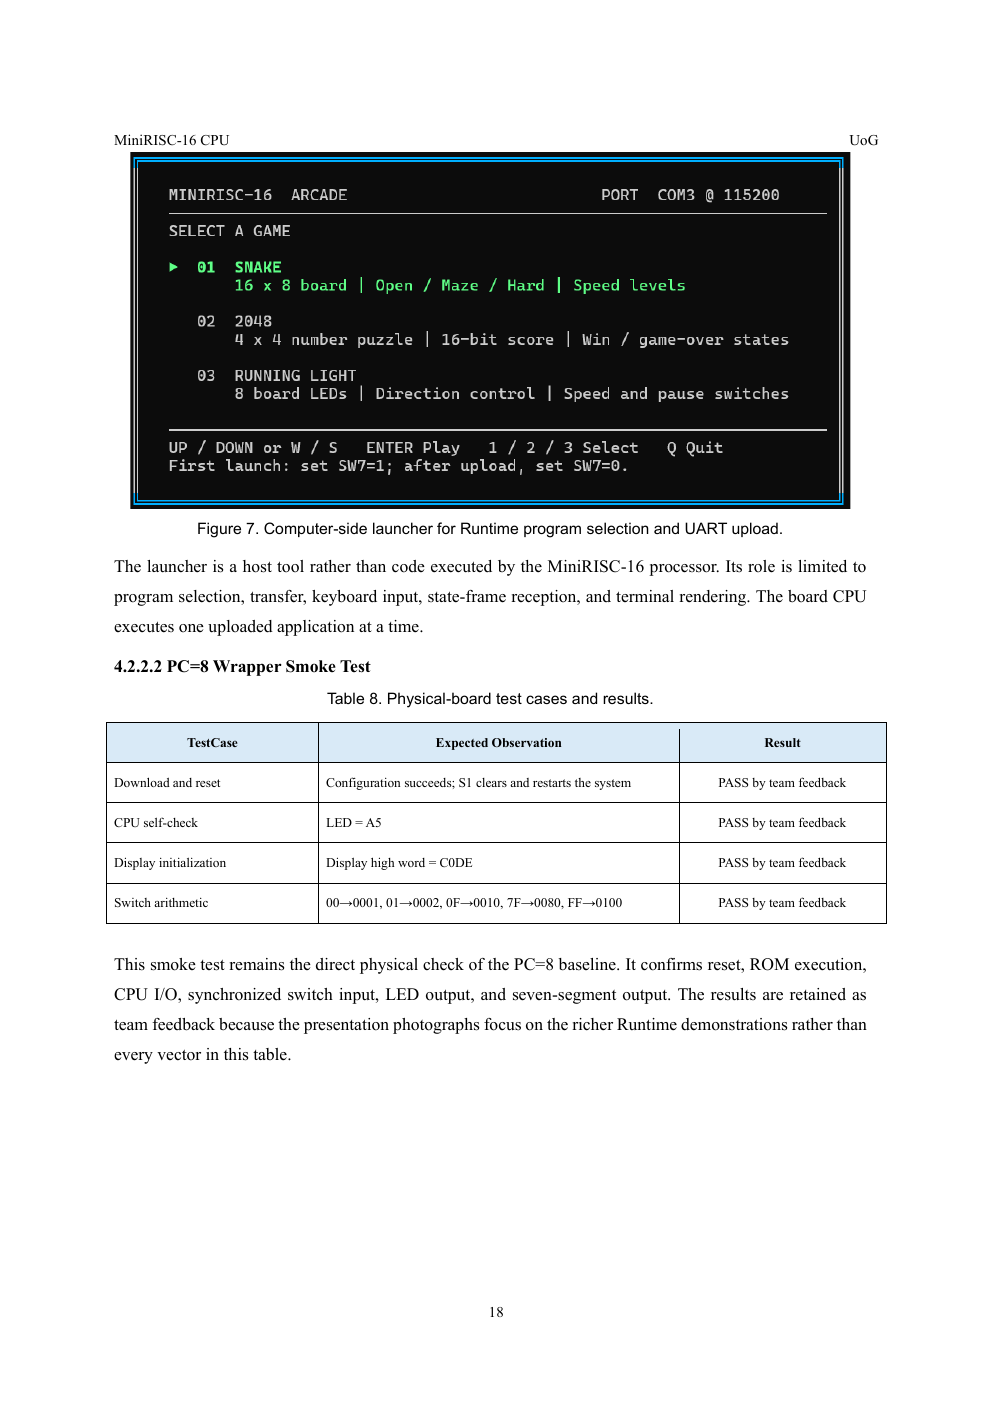 MiniRISC-16 CPU UoG
MINIRISC-16 ARCADE PORT COM3 @ 115200
SELECT A GAME
▶ 01 SNAKE
16 x 8 board | Open / Maze / Hard | Speed levels
02 2048
4 x 4 number puzzle | 16-bit score | Win / game-over states
03 RUNNING LIGHT
8 board LEDs | Direction control | Speed and pause switches
UP / DOWN or W / S ENTER Play 1 / 2 / 3 Select Q Quit
First launch: set SW7=1; after upload, set SW7=0.
Figure 7. Computer-side launcher for Runtime program selection and UART upload.
The launcher is a host tool rather than code executed by the MiniRISC-16 processor. Its role is limited to
program selection, transfer, keyboard input, state-frame reception, and terminal rendering. The board CPU
executes one uploaded application at a time.
4.2.2.2 PC=8 Wrapper Smoke Test
Table 8. Physical-board test cases and results.
TestCase Expected Observation Result
Download and reset Configuration succeeds; S1 clears and restarts the system PASS by team feedback
CPU self-check LED = A5 PASS by team feedback
Display initialization Display high word = C0DE PASS by team feedback
Switch arithmetic 00→0001, 01→0002, 0F→0010, 7F→0080, FF→0100 PASS by team feedback
This smoke test remains the direct physical check of the PC=8 baseline. It confirms reset, ROM execution,
CPU I/O, synchronized switch input, LED output, and seven-segment output. The results are retained as
team feedback because the presentation photographs focus on the richer Runtime demonstrations rather than
every vector in this table.
18